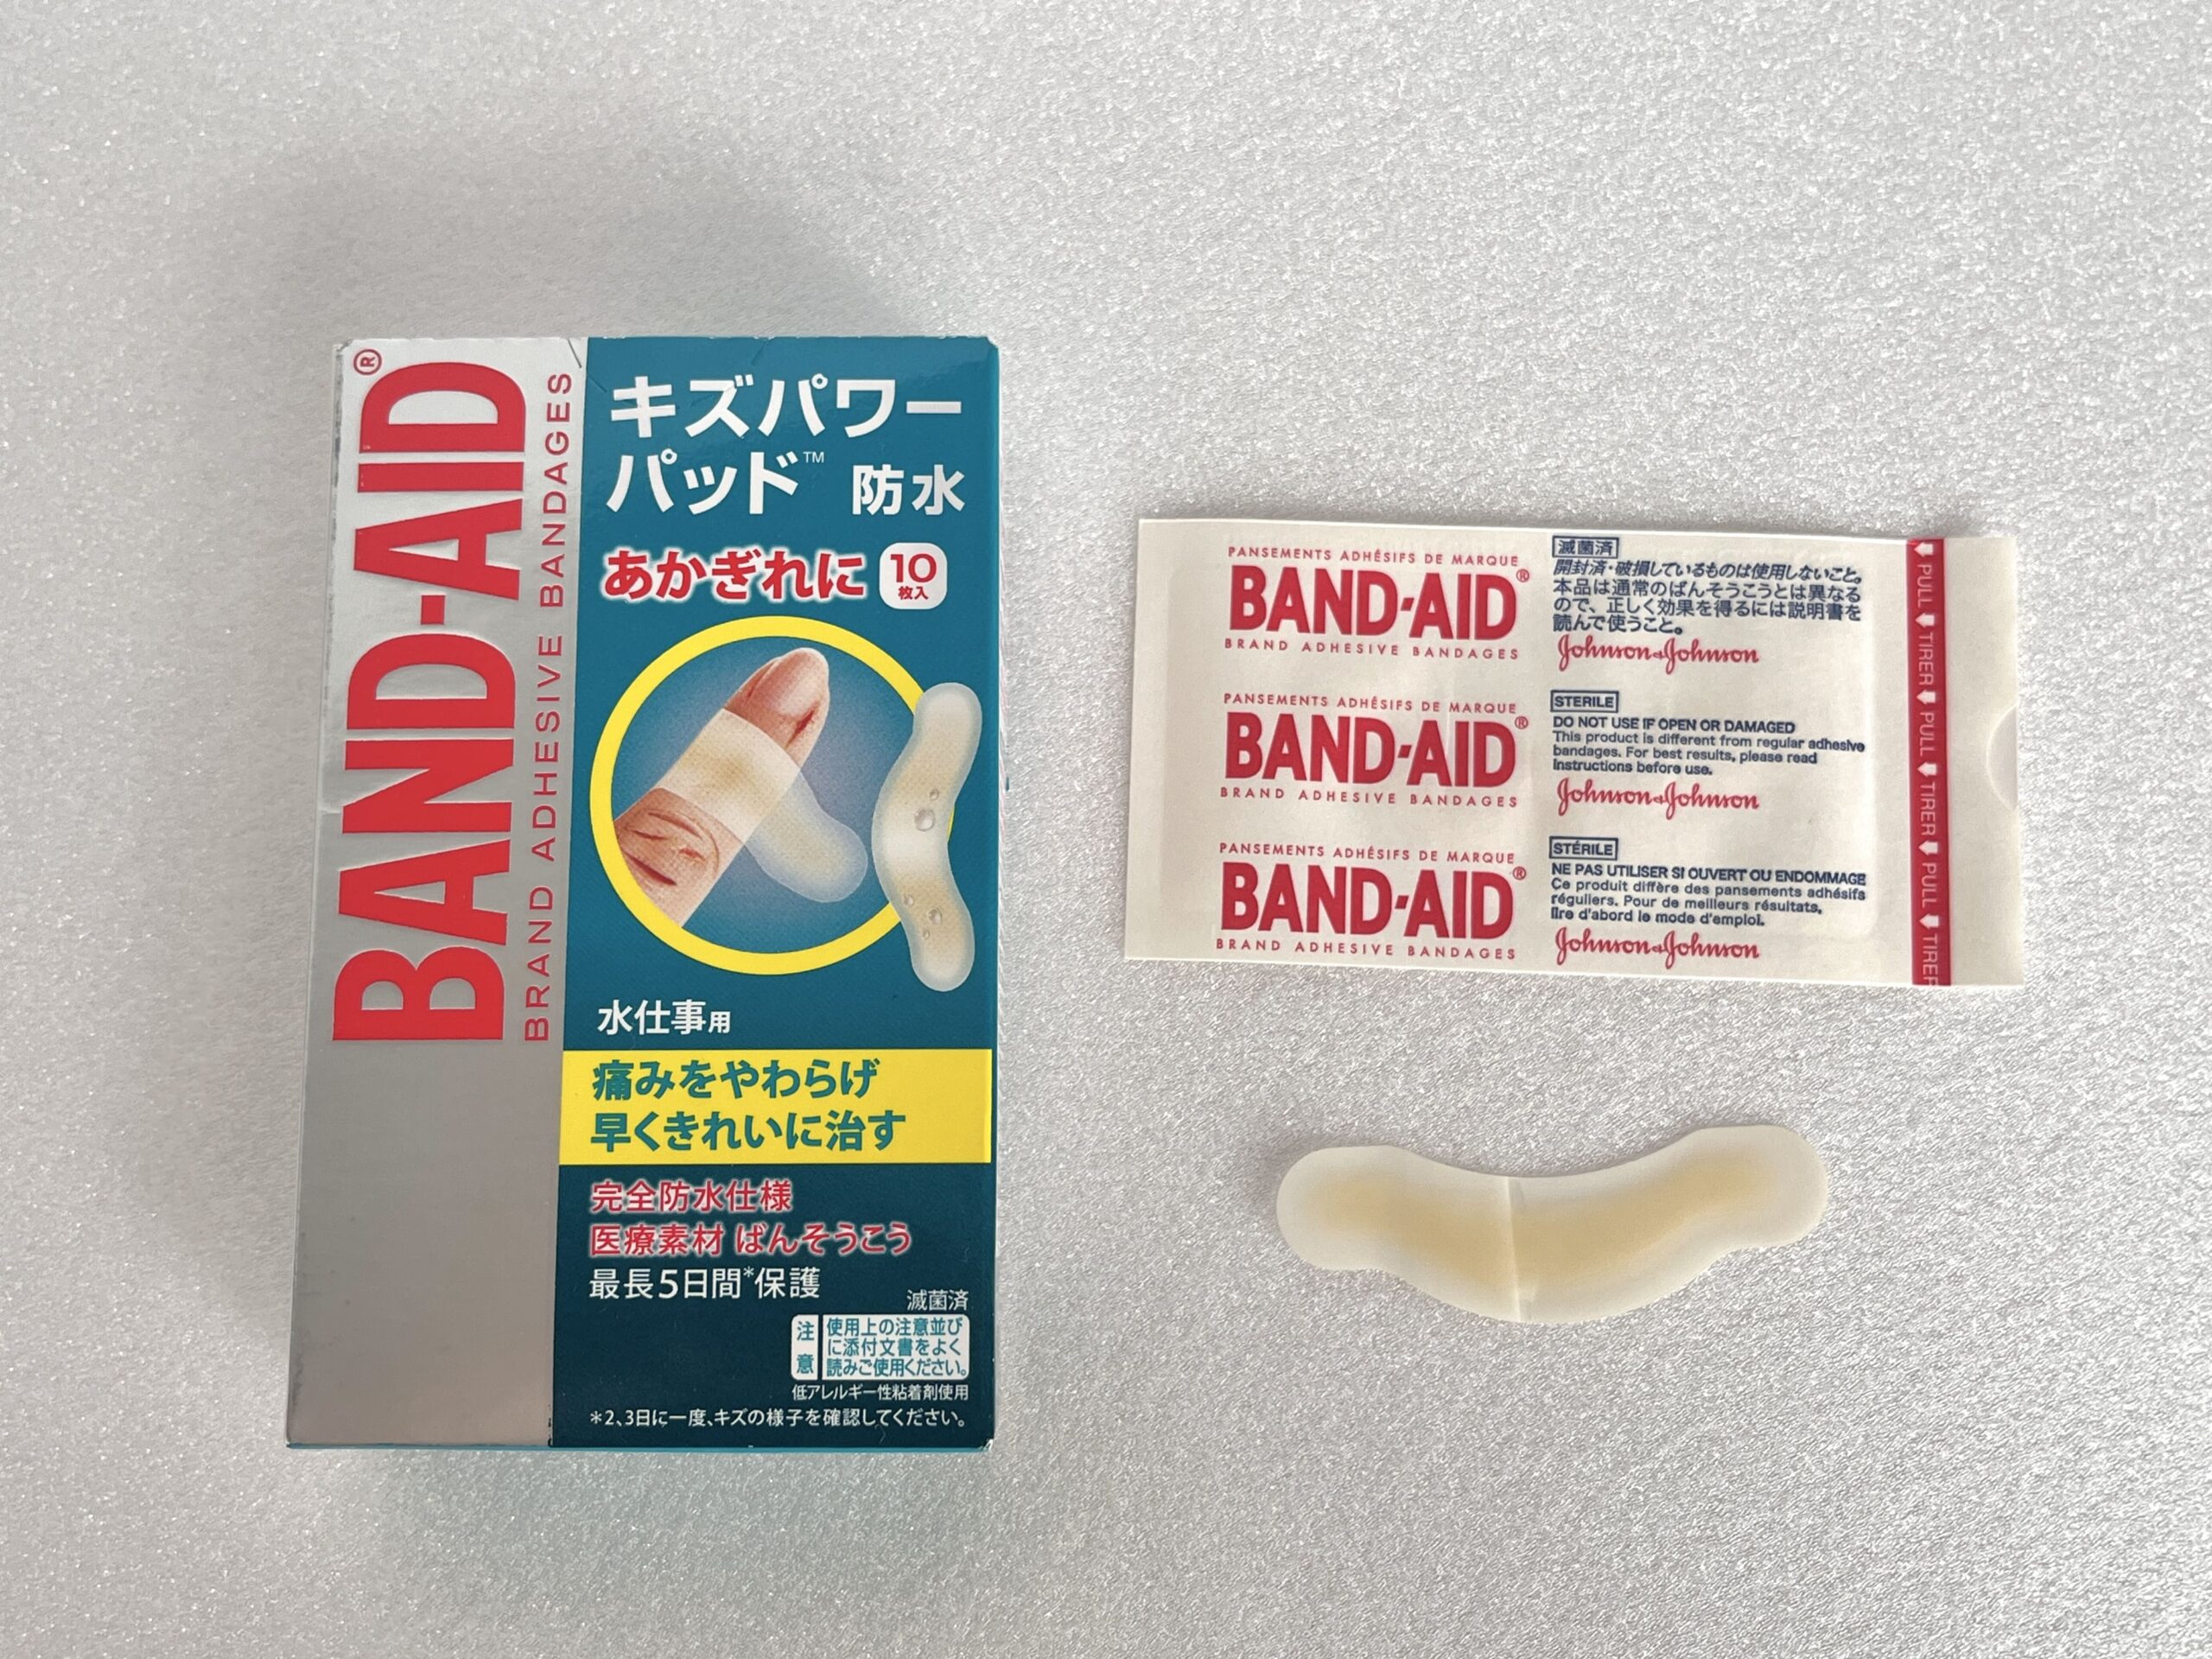 BAND-AID®
BRAND ADHESIVE BANDAGES
キズパワー
パッド™ 防水
あかぎれに
10
枚入
水仕事用
痛みをやわらげ
早くきれいに治す
完全防水仕様
医療素材 ばんそうこう
最長5日間*保護
滅菌済
注意
使用上の注意並び
に添付文書をよく
読みご使用ください。
低アレルギー性粘着剤使用
*2、3日に一度、キズの様子を確認してください。
PANSEMENTS ADHÉSIFS DE MARQUE
BAND-AID®
BRAND ADHESIVE BANDAGES
滅菌済
開封済・破損しているものは使用しないこと。
本品は通常のばんそうこうとは異なる
ので、正しく効果を得るには説明書を
読んで使うこと。
Johnson&Johnson
PANSEMENTS ADHÉSIFS DE MARQUE
BAND-AID®
BRAND ADHESIVE BANDAGES
STERILE
DO NOT USE IF OPEN OR DAMAGED
This product is different from regular adhesive
bandages. For best results, please read
instructions before use.
Johnson&Johnson
PANSEMENTS ADHÉSIFS DE MARQUE
BAND-AID®
BRAND ADHESIVE BANDAGES
STÉRILE
NE PAS UTILISER SI OUVERT OU ENDOMMAGE
Ce produit diffère des pansements adhésifs
réguliers. Pour de meilleurs résultats,
lire d'abord le mode d'emploi.
Johnson&Johnson
PULL TIRER PULL TIRER PULL TIRER